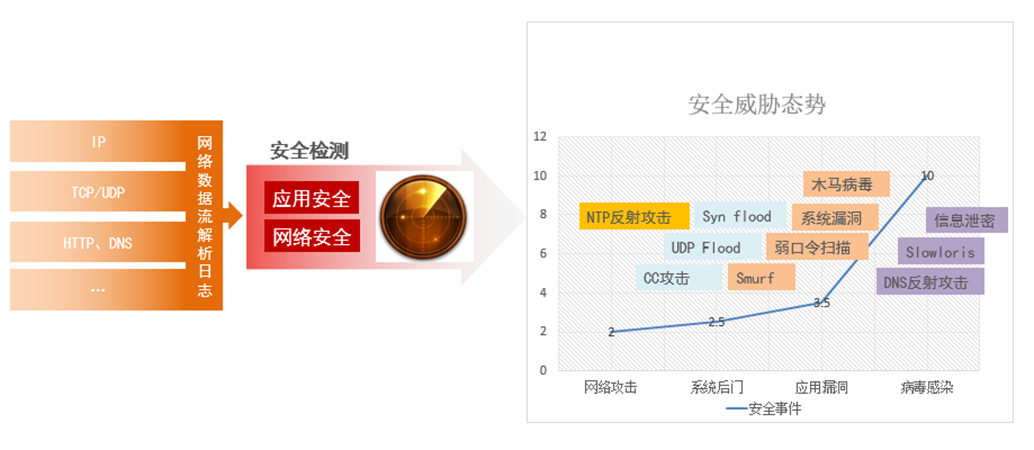 IP
TCP/UDP
HTTP、DNS
...
网络数据流解析日志
安全检测
应用安全
网络安全
安全威胁态势
12
10
8
6
4
2
0
木马病毒
10
NTP反射攻击
Syn flood
系统漏洞
信息泄密
UDP Flood
弱口令扫描
Slowloris
CC攻击
Smurf
DNS反射攻击
2
2.5
3.5
网络攻击
系统后门
应用漏洞
病毒感染
安全事件